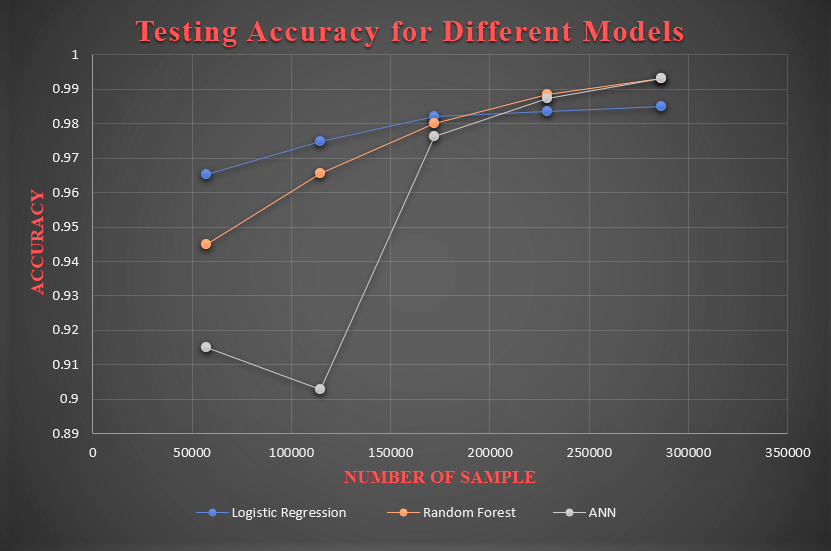 Testing Accuracy for Different Models
1
0.99
0.98
0.97
0.96
0.95
0.94
0.93
0.92
0.91
0.9
0.89
ACCURACY
0 50000 100000 150000 200000 250000 300000 350000
NUMBER OF SAMPLE
Logistic Regression Random Forest ANN